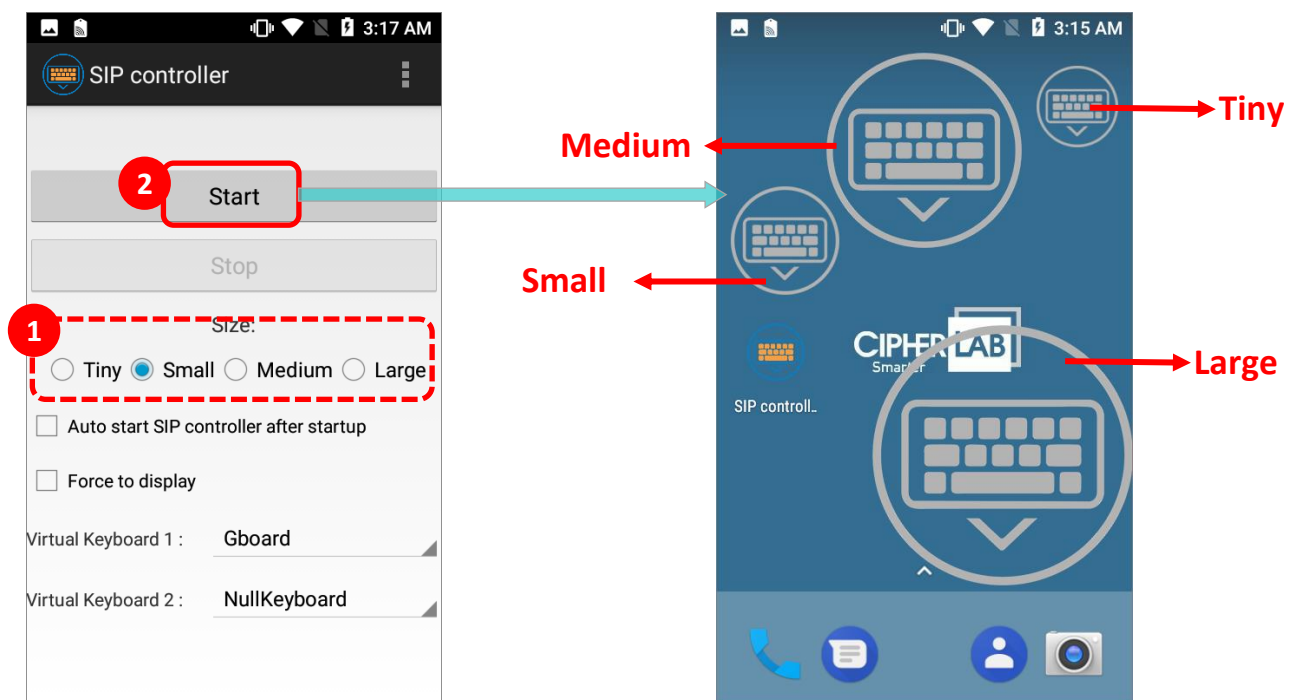 3:17 AM
SIP controller
2
Start
Stop
1
Size:
Tiny Small Medium Large
Auto start SIP controller after startup
Force to display
Virtual Keyboard 1 : Gboard
Virtual Keyboard 2 : NullKeyboard
3:15 AM
Tiny
Medium
Small
CIPHERLAB
Smarter
Large
SIP controll..